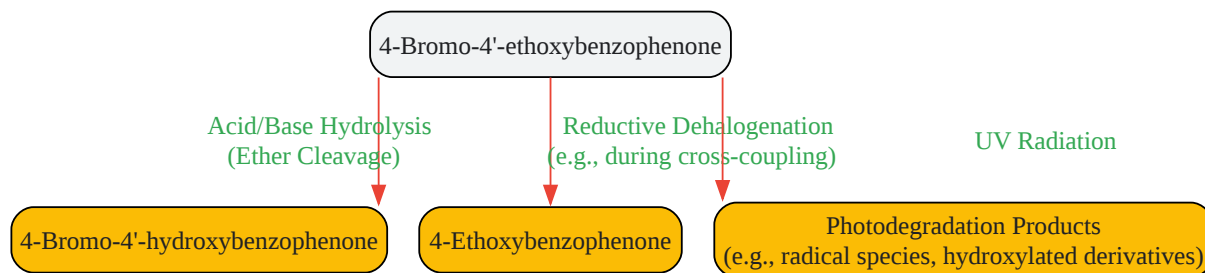 4-Bromo-4'-ethoxybenzophenone
Acid/Base Hydrolysis
(Ether Cleavage)
Reductive Dehalogenation
(e.g., during cross-coupling)
UV Radiation
4-Bromo-4'-hydroxybenzophenone
4-Ethoxybenzophenone
Photodegradation Products
(e.g., radical species, hydroxylated derivatives)